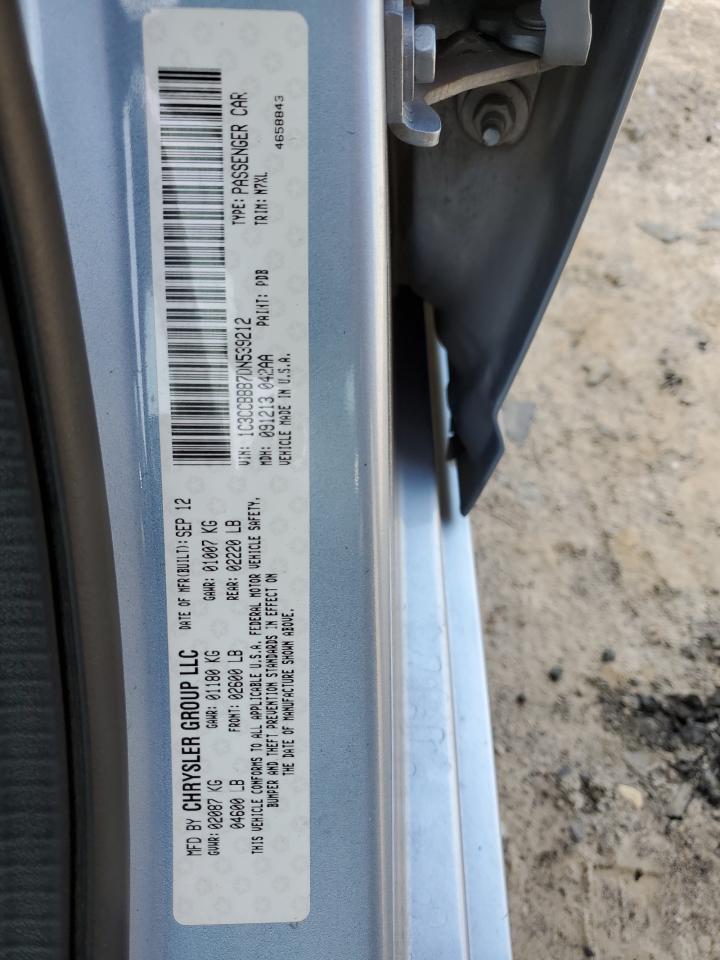 MFD BY CHRYSLER GROUP LLC DATE OF MFR(BUILT): SEP 12
GVWR: 02087 KG GAWR: 01180 KG GAWR: 01007 KG
04600 LB FRONT: 02600 LB REAR: 02220 LB
THIS VEHICLE CONFORMS TO ALL APPLICABLE U.S.A. FEDERAL MOTOR VEHICLE SAFETY,
BUMPER AND THEFT PREVENTION STANDARDS IN EFFECT ON
THE DATE OF MANUFACTURE SHOWN ABOVE.
VIN: 1C3CCBBB7DN539212 TYPE: PASSENGER CAR
MDH: 091213 042AA PAINT: PDB TRIM: M7XL
VEHICLE MADE IN U.S.A. 4658843